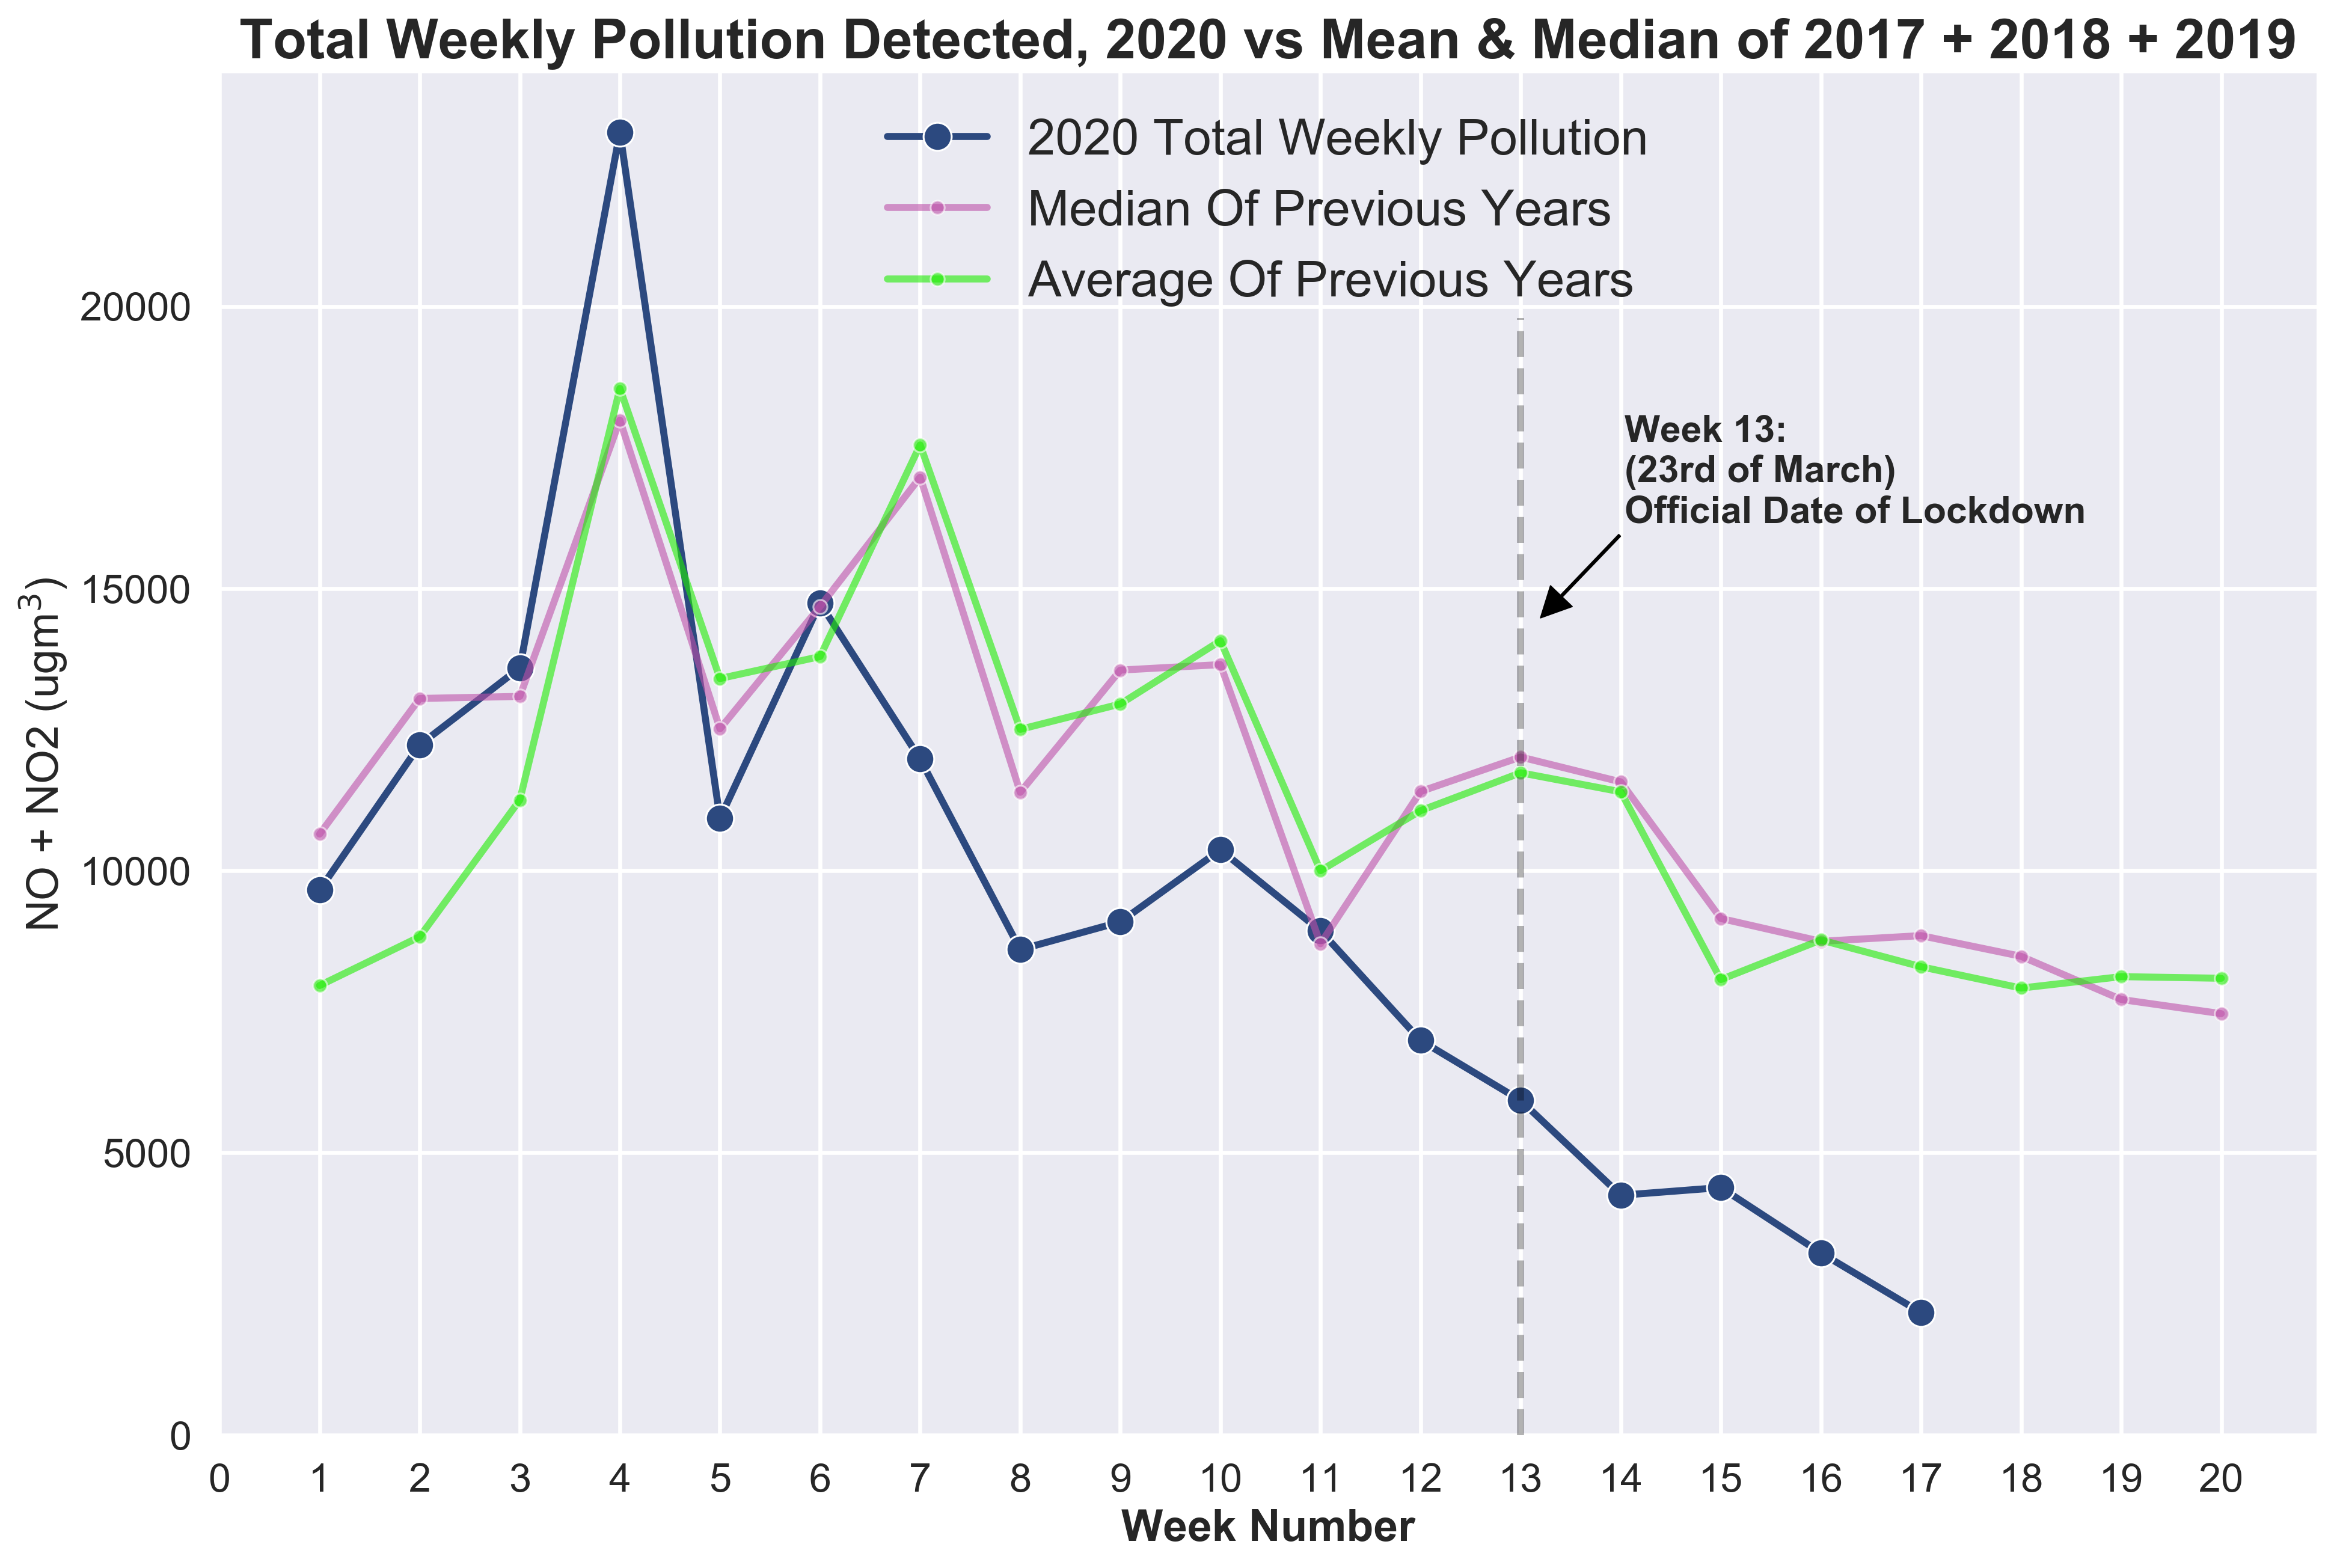 Total Weekly Pollution Detected, 2020 vs Mean & Median of 2017 + 2018 + 2019
2020 Total Weekly Pollution
Median Of Previous Years
Average Of Previous Years
20000
15000
10000
5000
0
NO + NO2 (ugm³)
Week 13:
(23rd of March)
Official Date of Lockdown
0 1 2 3 4 5 6 7 8 9 10 11 12 13 14 15 16 17 18 19 20
Week Number